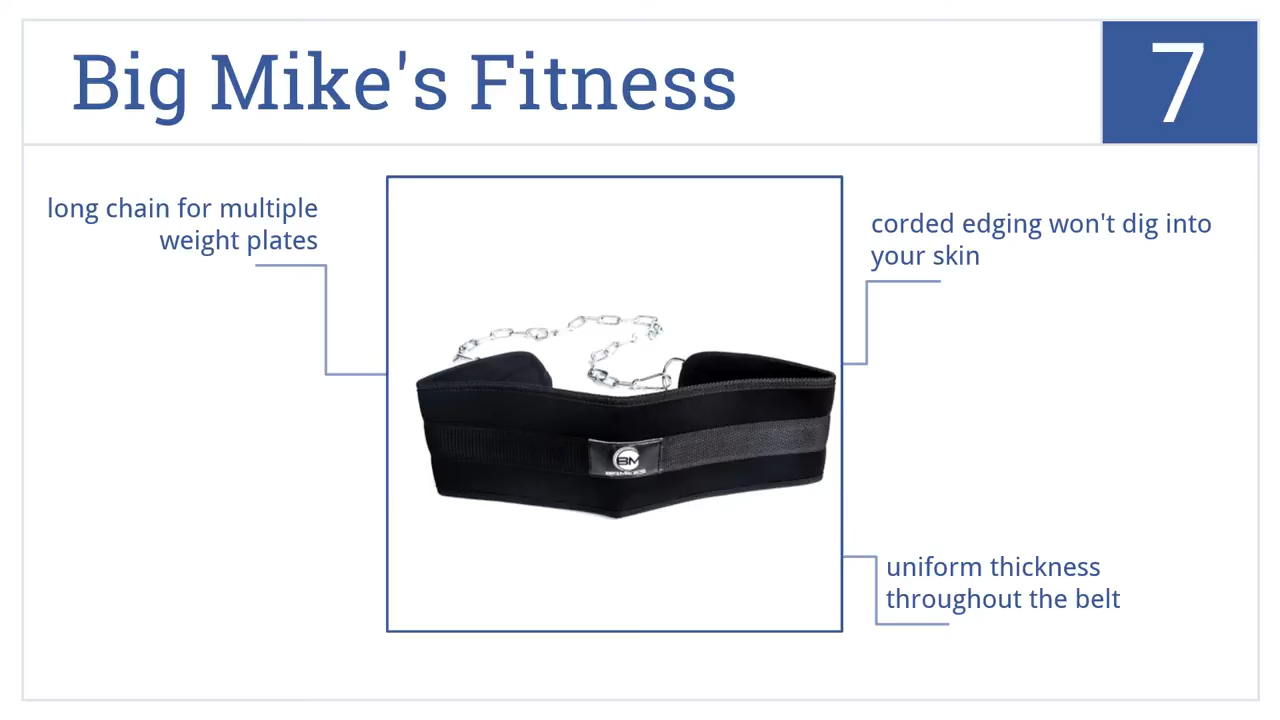 Big Mike's Fitness
7
long chain for multiple
weight plates
corded edging won't dig into
your skin
BM
uniform thickness
throughout the belt